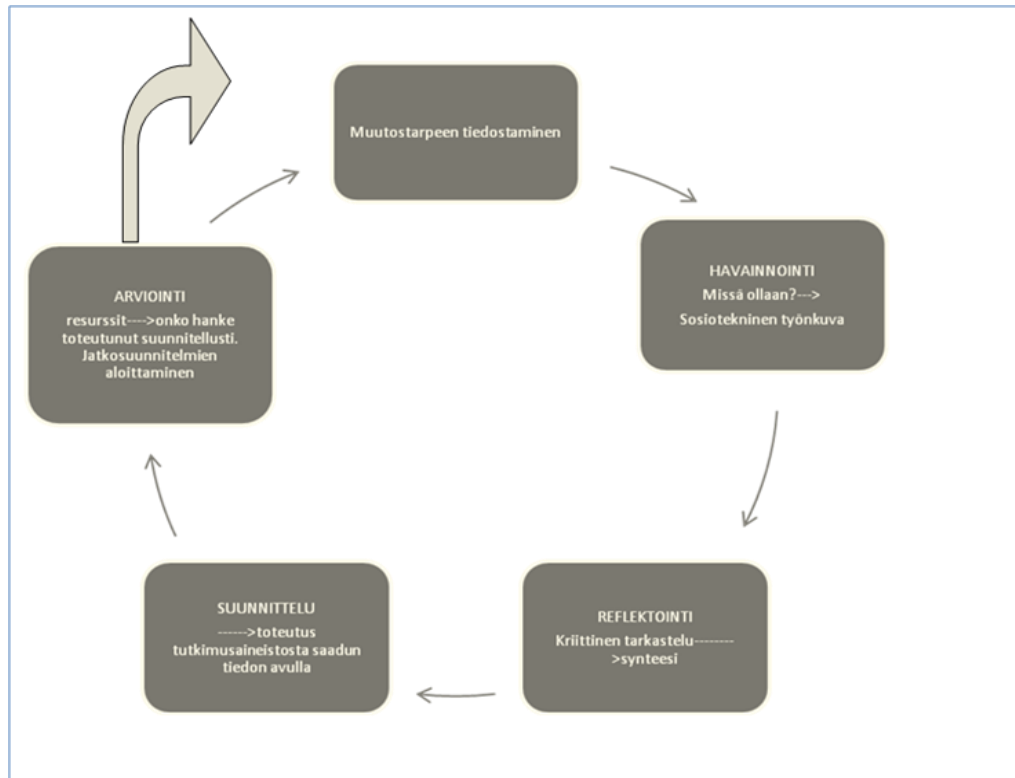 Muutostarpeen tiedostaminen
HAVAINNOINTI
Missä ollaan?--->
Sosiotekninen työnkuva
REFLEKTOINTI
Kriittinen tarkastelu--------
>synteesi
SUUNNITTELU
------>toteutus
tutkimusaineistosta saadun
tiedon avulla
ARVIOINTI
resurssit---->onko hanke
toteutunut suunnitellusti.
Jatkosuunnitelmien
aloittaminen